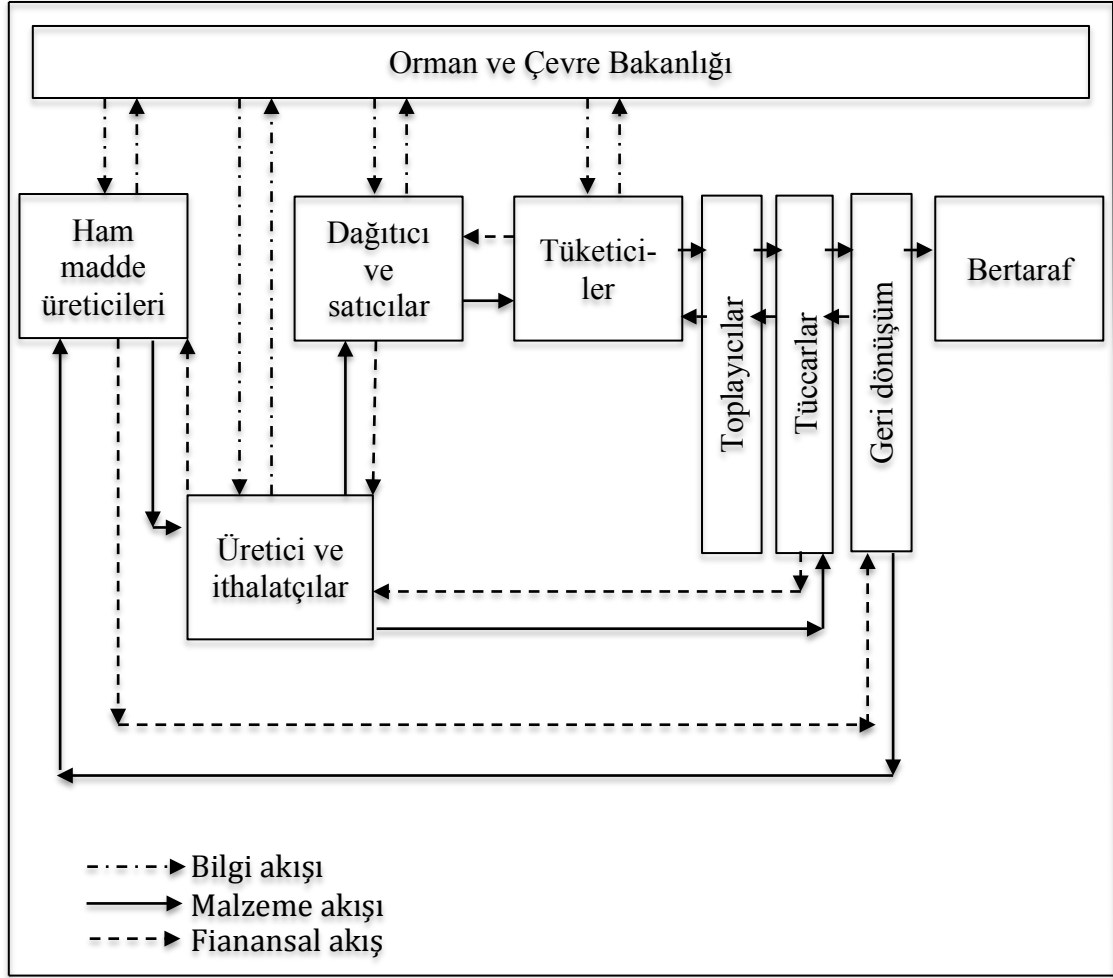 Orman ve Çevre Bakanlığı
Ham
madde
üreticileri
Dağıtıcı
ve
satıcılar
Tüketici-
ler
Toplayıcılar
Tüccarlar
Geri dönüşüm
Bertaraf
Üretici ve
ithalatçılar
Bilgi akışı
Malzeme akışı
Fianansal akış